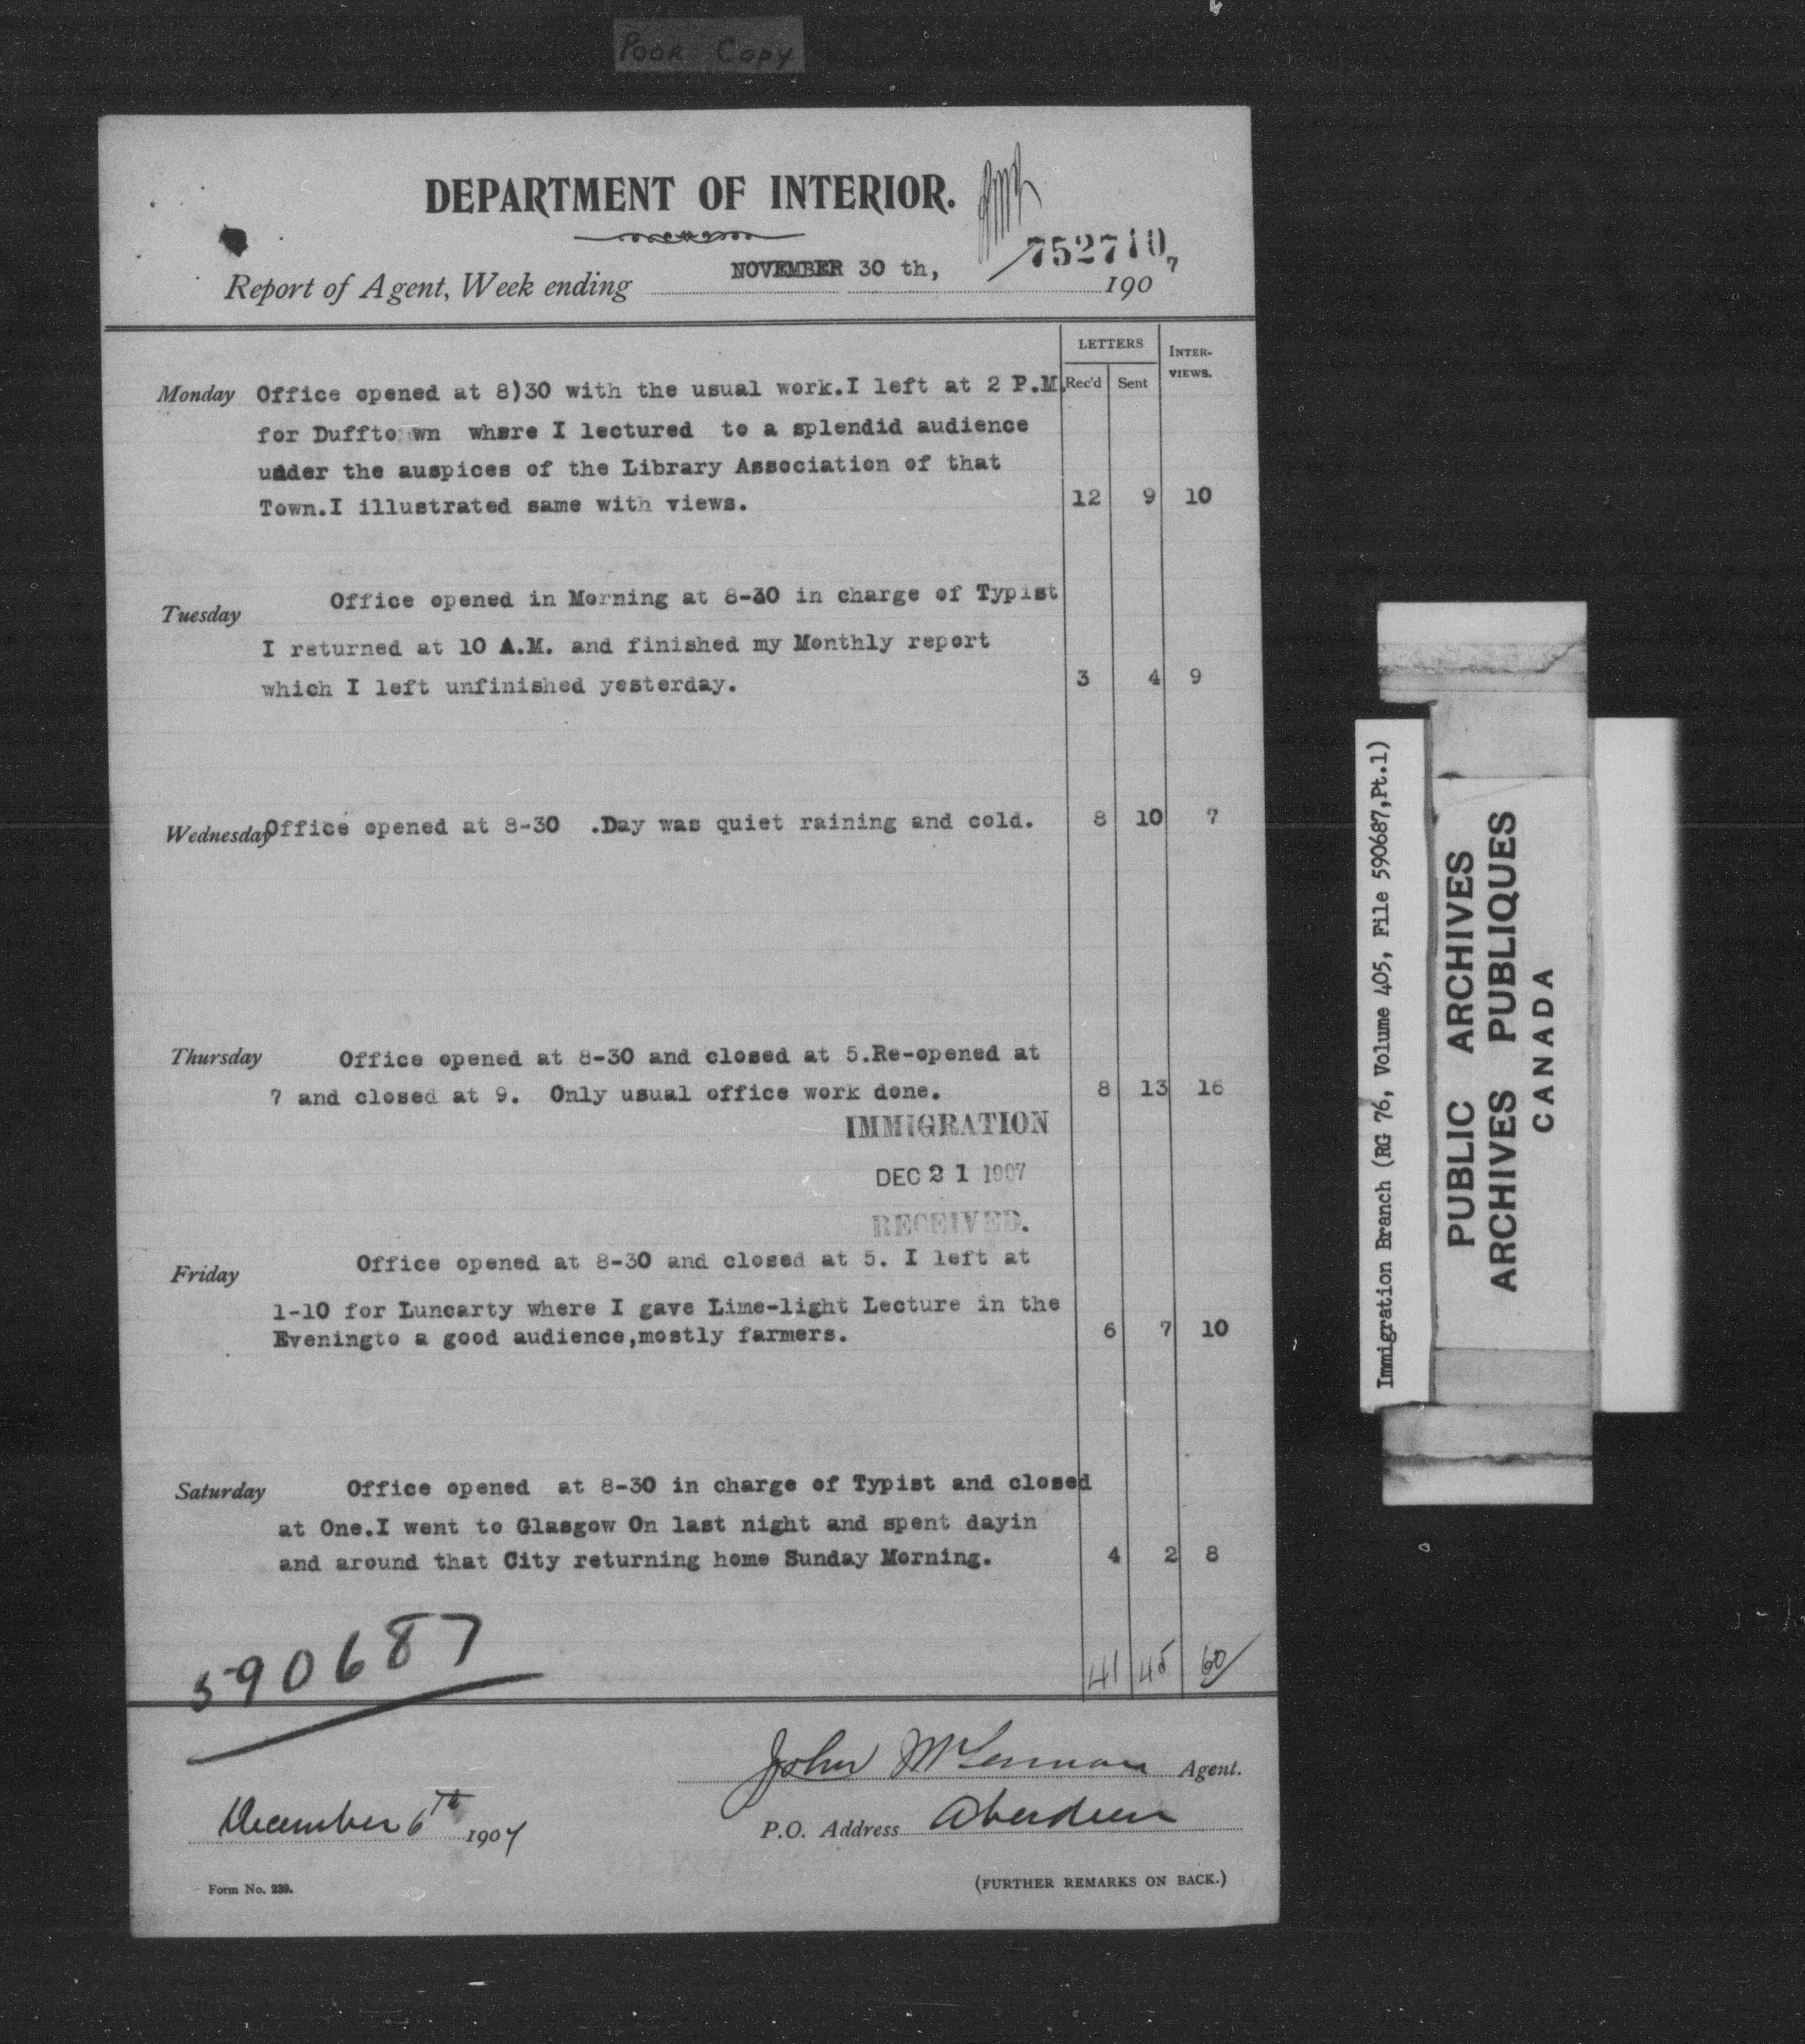 POOR COPY
DEPARTMENT OF INTERIOR.
752710
Report of Agent, Week ending NOVEMBER 30 th, 1907
LETTERS
INTER-
VIEWS.
Rec'd Sent
Monday Office opened at 8)30 with the usual work.I left at 2 P.M.
for Duffto wn where I lectured to a splendid audience
under the auspices of the Library Association of that
Town.I illustrated same with views. 12 9 10
Tuesday Office opened in Morning at 8-30 in charge of Typist
I returned at 10 A.M. and finished my Monthly report
which I left unfinished yesterday. 3 4 9
Wednesday Office opened at 8-30 .Day was quiet raining and cold. 8 10 7
Thursday Office opened at 8-30 and closed at 5.Re-opened at
7 and closed at 9. Only usual office work done. 8 13 16
IMMIGRATION
DEC 21 1907
RECEIVED.
Friday Office opened at 8-30 and closed at 5. I left at
1-10 for Luncarty where I gave Lime-light Lecture in the
Eveningto a good audience,mostly farmers. 6 7 10
Saturday Office opened at 8-30 in charge of Typist and closed
at One.I went to Glasgow On last night and spent dayin
and around that City returning home Sunday Morning. 4 2 8
590687
41 45 60
John McLennan Agent.
December 6th 1907
P.O. Address Aberdeen
Form No. 239.
(FURTHER REMARKS ON BACK.)
Immigration Branch (RG 76, Volume 405, File 590687,Pt.1)
PUBLIC ARCHIVES
ARCHIVES PUBLIQUES
CANADA